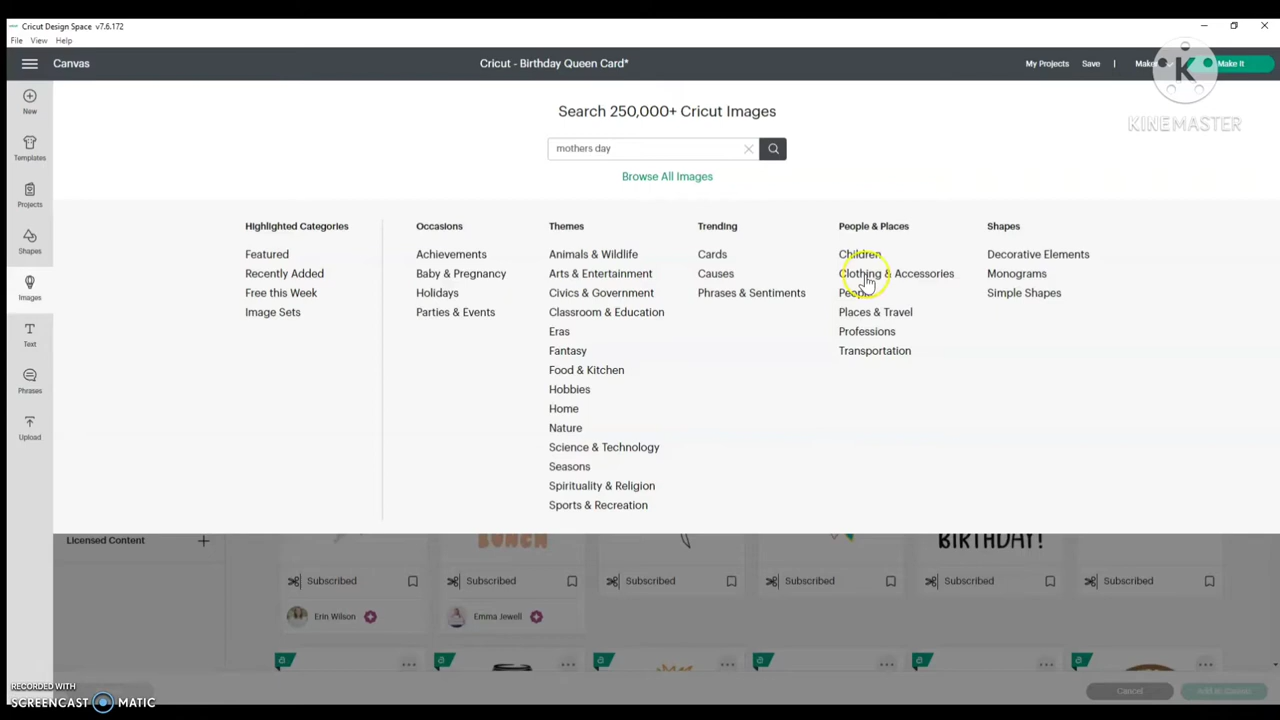 Cricut Design Space v7.6.172
File View Help
Canvas
Cricut - Birthday Queen Card*
My Projects Save | Maker Make It
K
KINEMASTER
New
Templates
Projects
Shapes
Images
Text
Phrases
Upload
Search 250,000+ Cricut Images
mothers day
Browse All Images
Highlighted Categories
Featured
Recently Added
Free this Week
Image Sets
Occasions
Achievements
Baby & Pregnancy
Holidays
Parties & Events
Themes
Animals & Wildlife
Arts & Entertainment
Civics & Government
Classroom & Education
Eras
Fantasy
Food & Kitchen
Hobbies
Home
Nature
Science & Technology
Seasons
Spirituality & Religion
Sports & Recreation
Trending
Cards
Causes
Phrases & Sentiments
People & Places
Children
Clothing & Accessories
People
Places & Travel
Professions
Transportation
Shapes
Decorative Elements
Monograms
Simple Shapes
Licensed Content
BIRTHDAY!
Subscribed Subscribed Subscribed Subscribed Subscribed Subscribed
Erin Wilson Emma Jewell
Cancel Add to Canvas
RECORDED WITH
SCREENCAST MATIC